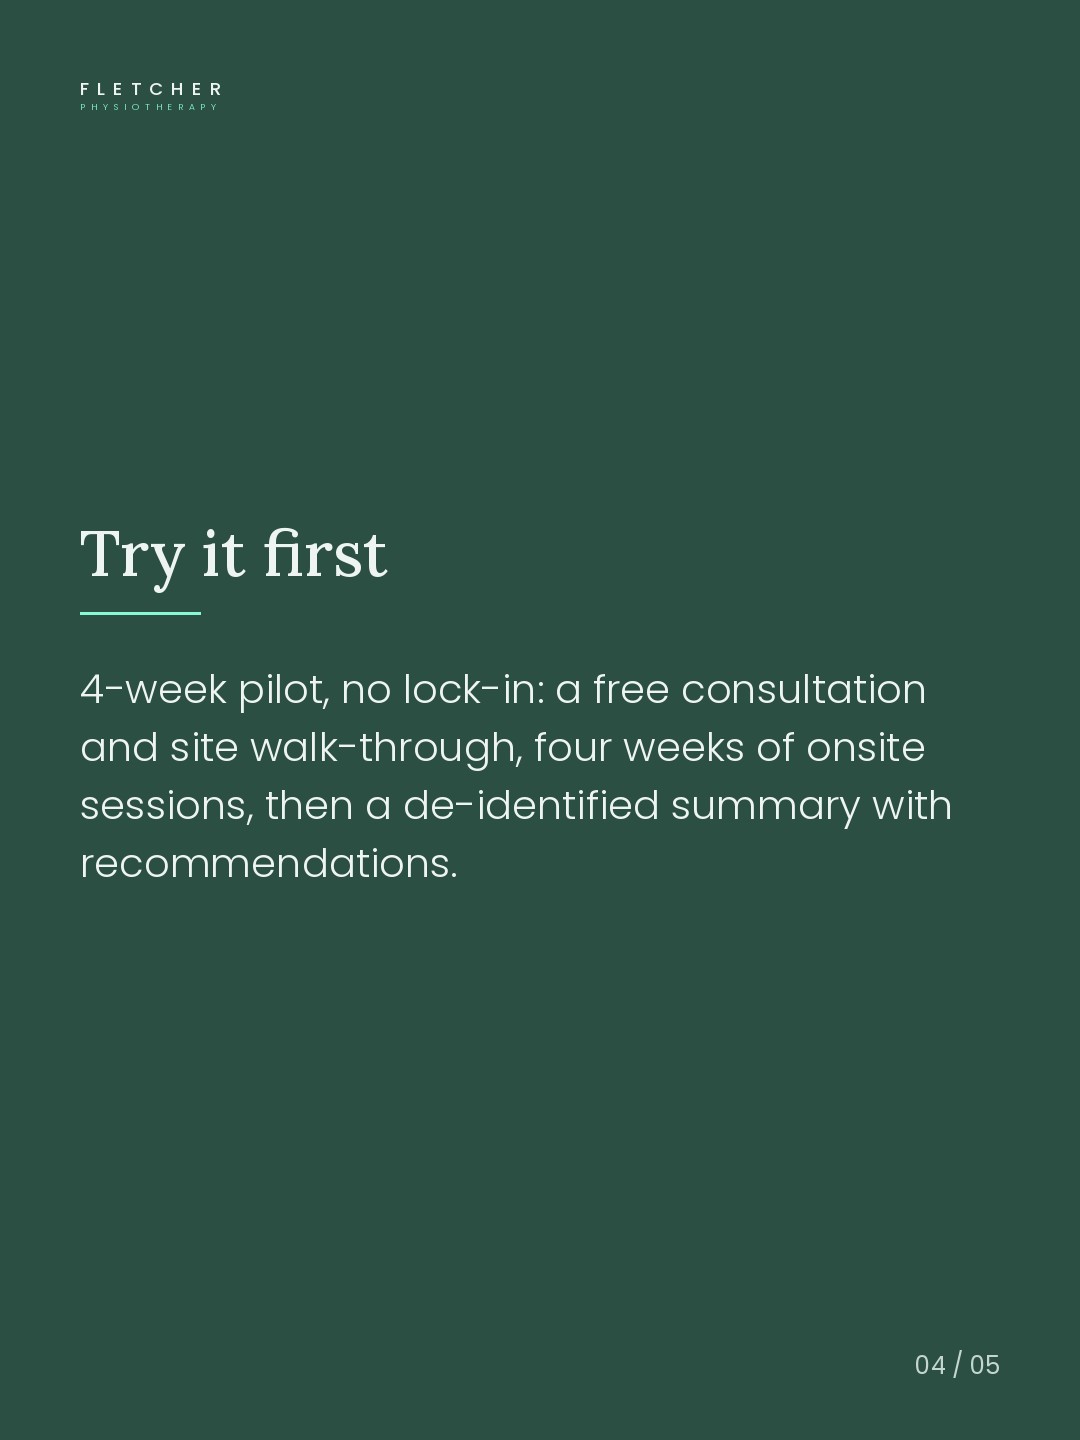 FLETCHER
PHYSIOTHERAPY
Try it first
4-week pilot, no lock-in: a free consultation
and site walk-through, four weeks of onsite
sessions, then a de-identified summary with
recommendations.
04 / 05